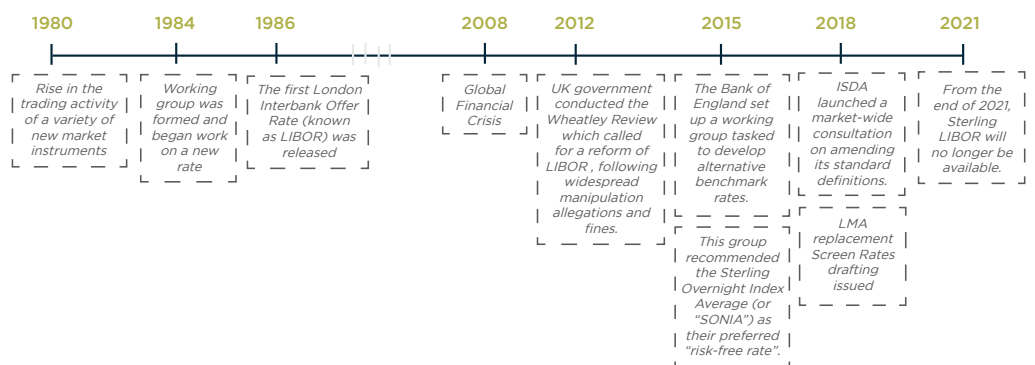 1980
1984
1986
2008
2012
2015
2018
2021
Rise in the
trading activity
of a variety of
new market
instruments
Working
group was
formed and
began work
on a new
rate
The first London
Interbank Offer
Rate (known
as LIBOR) was
released
Global
Financial
Crisis
UK government
conducted the
Wheatley Review
which called
for a reform of
LIBOR , following
widespread
manipulation
allegations and
fines.
The Bank of
England set
up a working
group tasked
to develop
alternative
benchmark
rates.
This group
recommended
the Sterling
Overnight Index
Average (or
“SONIA”) as
their preferred
“risk-free rate”.
ISDA
launched a
market-wide
consultation
on amending
its standard
definitions.
LMA
replacement
Screen Rates
drafting
issued
From the
end of 2021,
Sterling
LIBOR will
no longer be
available.